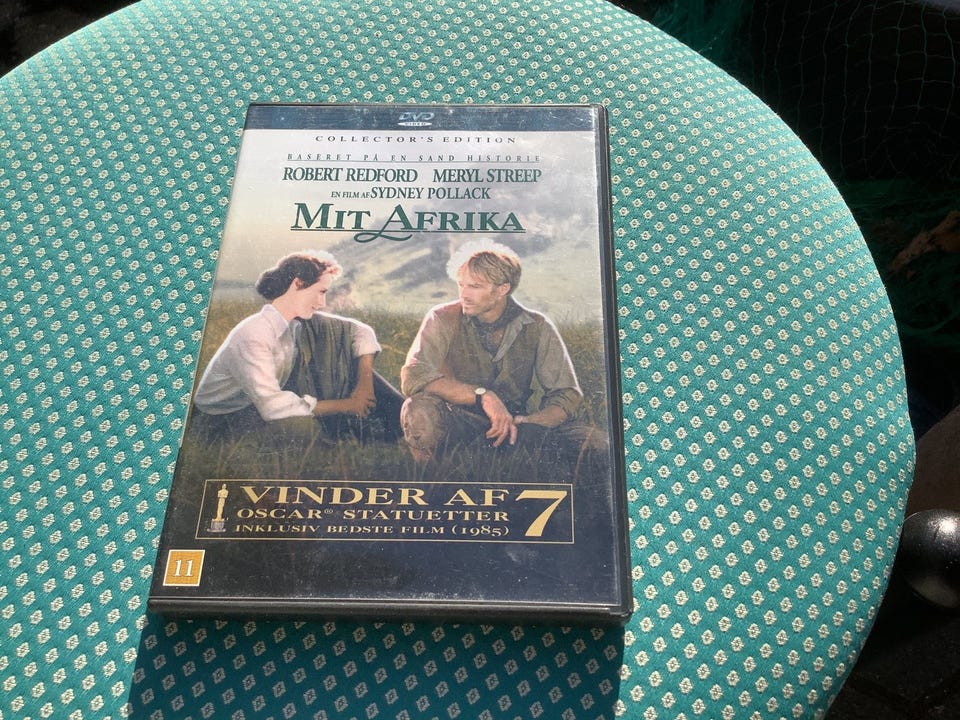 DVD
VIDEO
COLLECTOR'S EDITION
BASERET PÅ EN SAND HISTORIE
ROBERT REDFORD MERYL STREEP
EN FILM AF SYDNEY POLLACK
MIT AFRIKA
VINDER AF 7
OSCAR® STATUETTER
INKLUSIV BEDSTE FILM (1985)
11